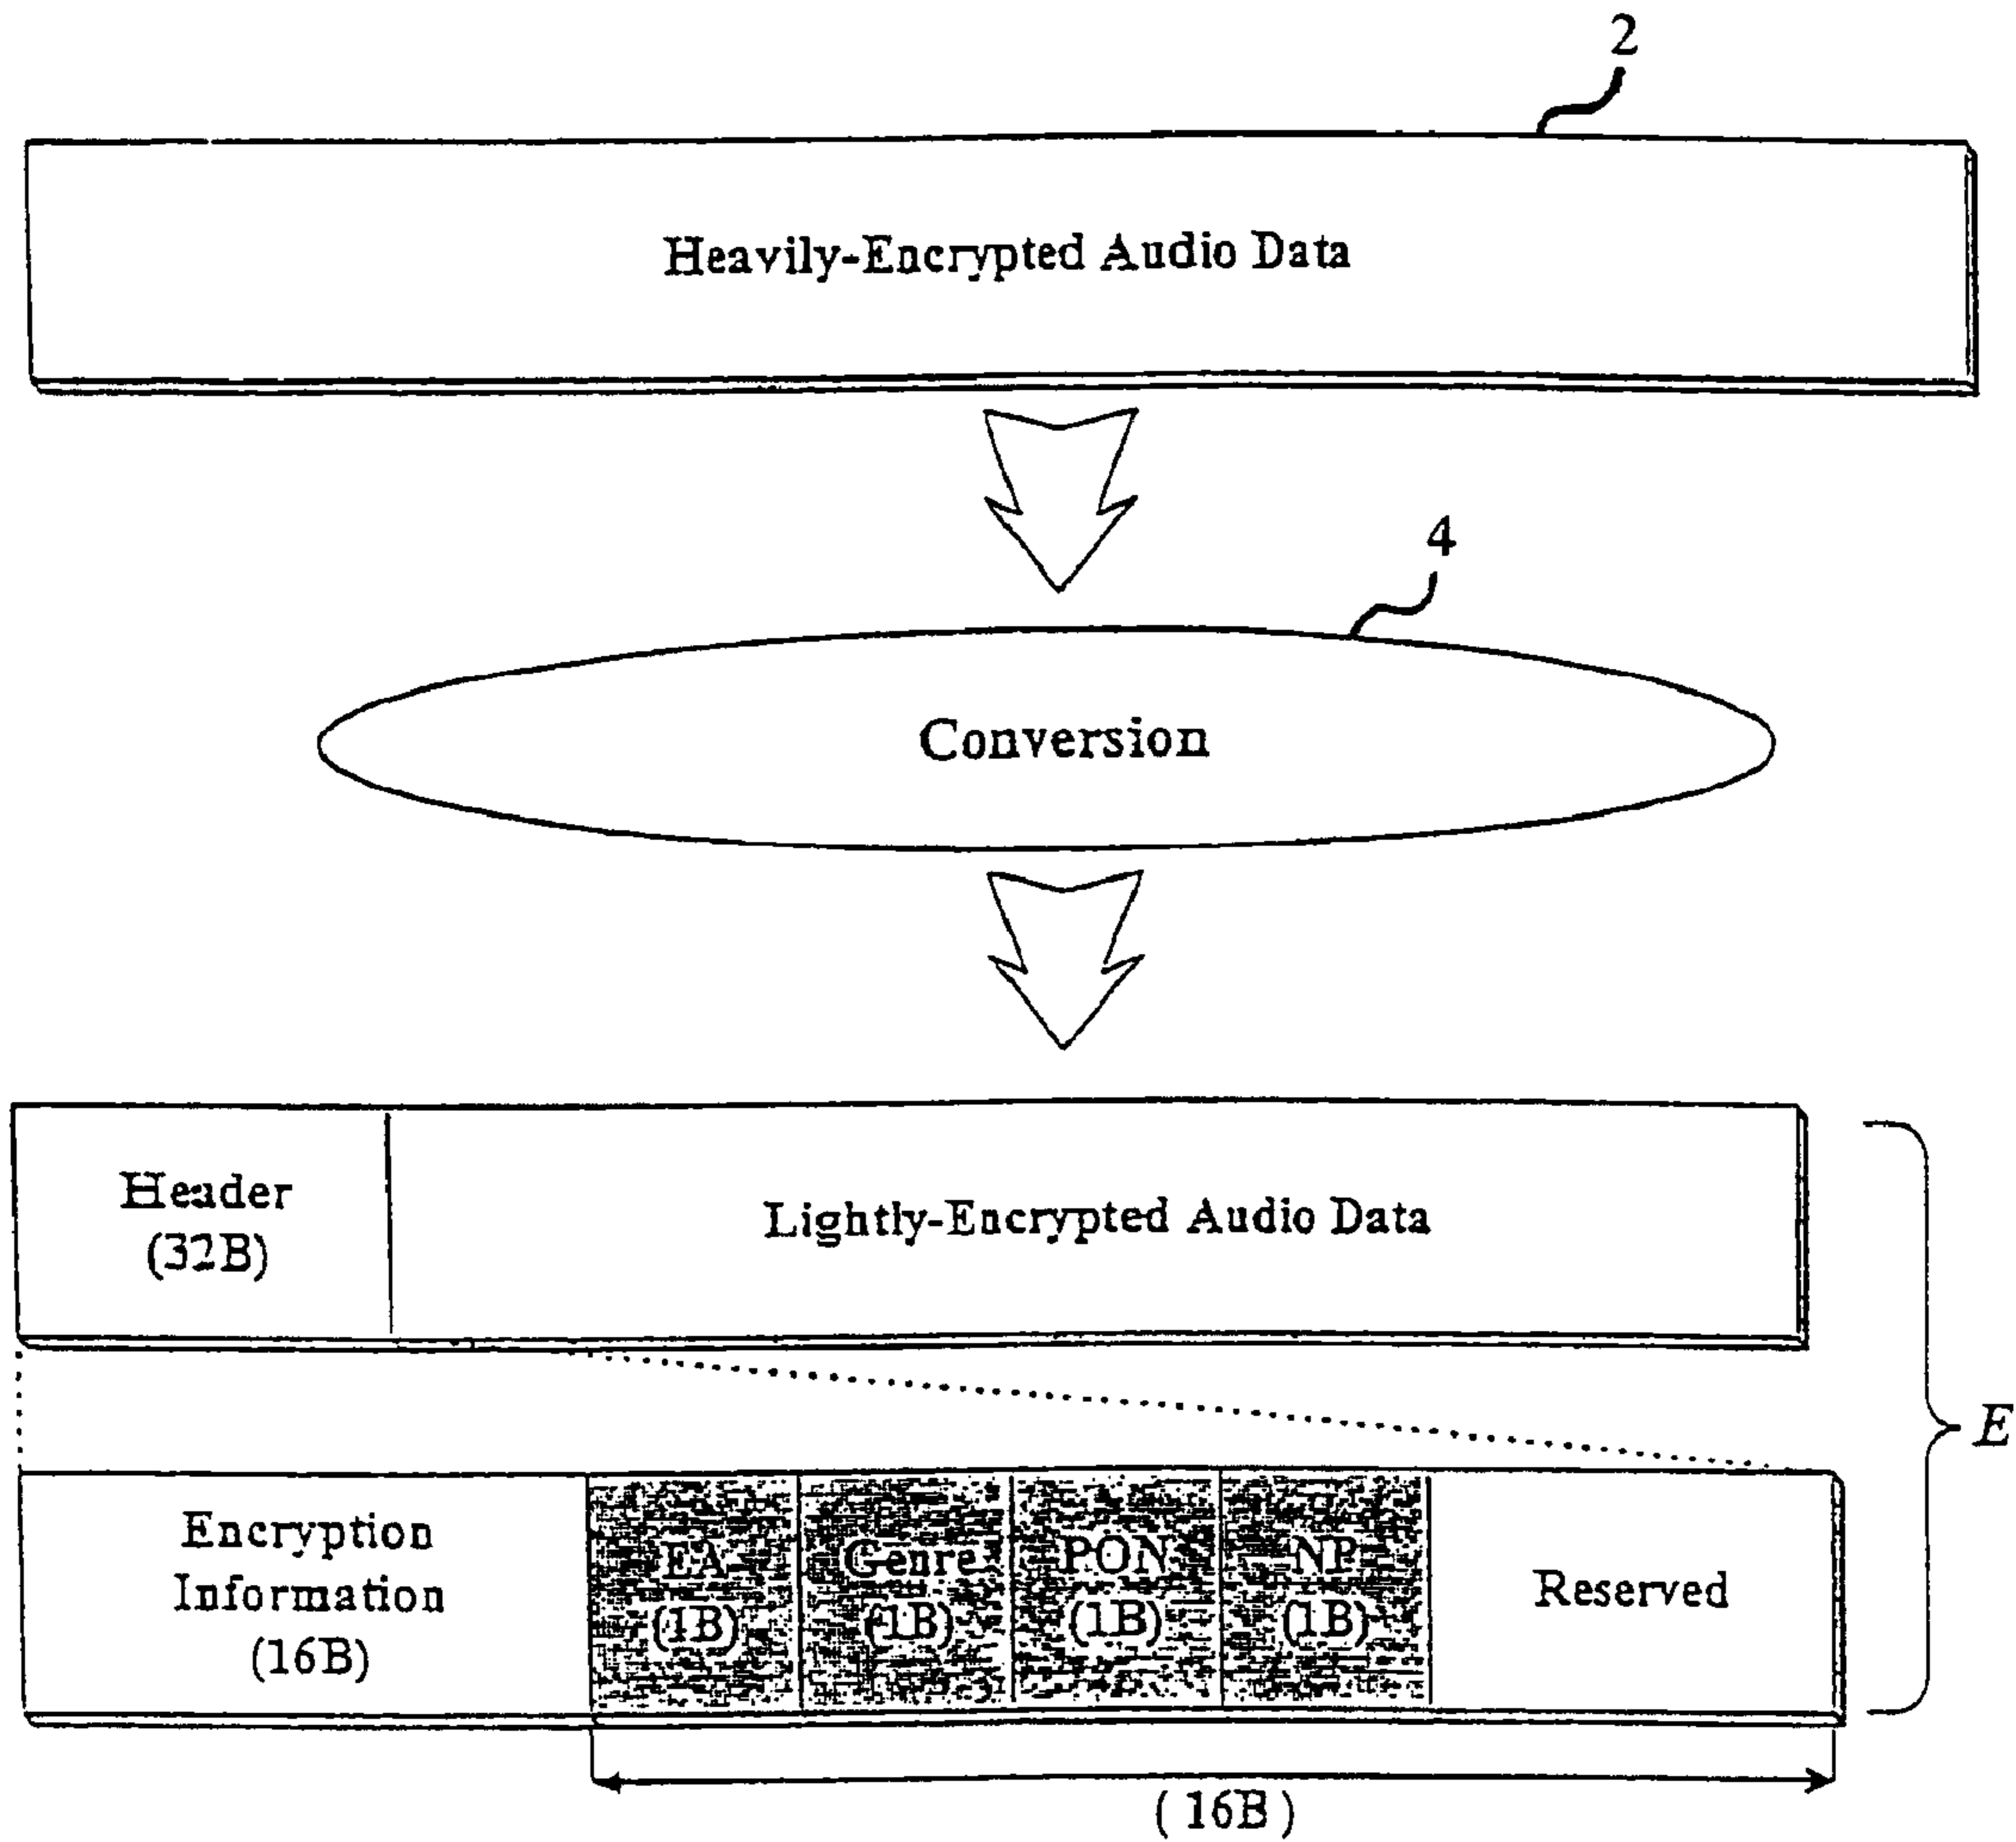 2
Heavily-Encrypted Audio Data
4
Conversion
Header
(32B)
Lightly-Encrypted Audio Data
E
Encryption
Information
(16B)
EA
(1B)
Genre
(1B)
PON
(1B)
NP
(1B)
Reserved
(16B)